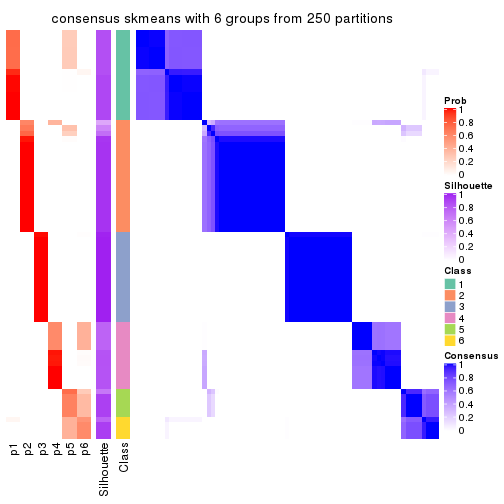 consensus skmeans with 6 groups from 250 partitions
Prob
1
0.8
0.6
0.4
0.2
0
Silhouette
1
0.8
0.6
0.4
0.2
0
Class
1
2
3
4
5
6
Consensus
1
0.8
0.6
0.4
0.2
0
p1
p2
p3
p4
p5
p6
Silhouette
Class